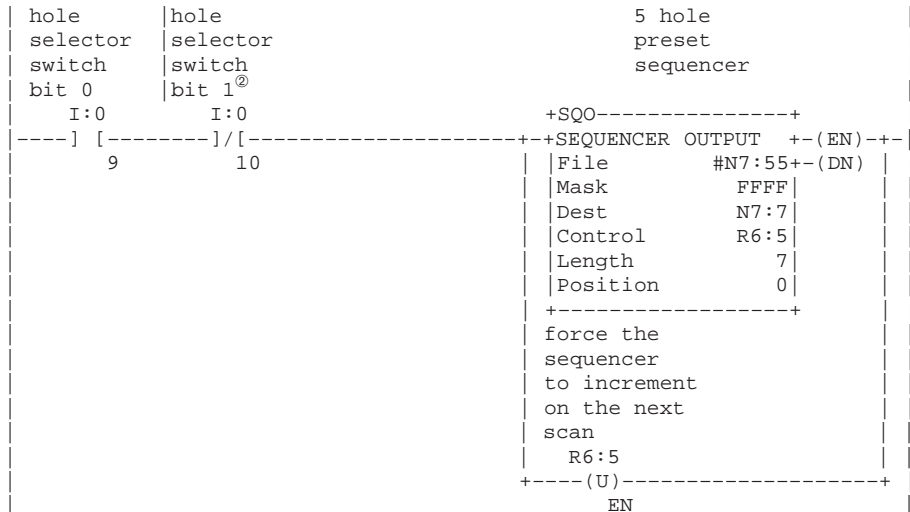 | hole      |hole                               5 hole               |
| selector  |selector                           preset               |
| switch    |switch                             sequencer            |
| bit 0     |bit 1②                                                  |
|    I:0        I:0                         +SQO---------------+     |
|----] [--------]/[----------------------+-+SEQUENCER OUTPUT  +-(EN)-+-|
|       9          10                    | |File       #N7:55+-(DN) |
|                                        | |Mask         FFFF|      |
|                                        | |Dest         N7:7|      |
|                                        | |Control      R6:5|      |
|                                        | |Length          7|      |
|                                        | |Position        0|      |
|                                        | +------------------+     |
|                                        | force the                |
|                                        | sequencer                |
|                                        | to increment             |
|                                        | on the next              |
|                                        | scan                     |
|                                        |   R6:5                   |
|                                        +----(U)--------------------+
|                                              EN                    |